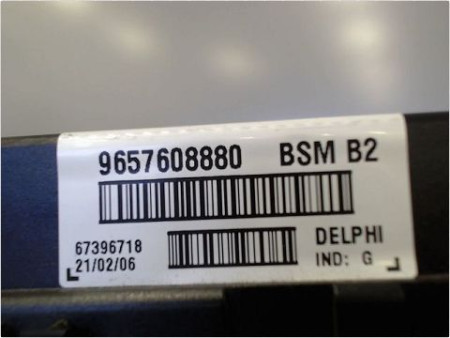 9657608880 BSM B2
67396718 DELPHI
21/02/06 IND: G